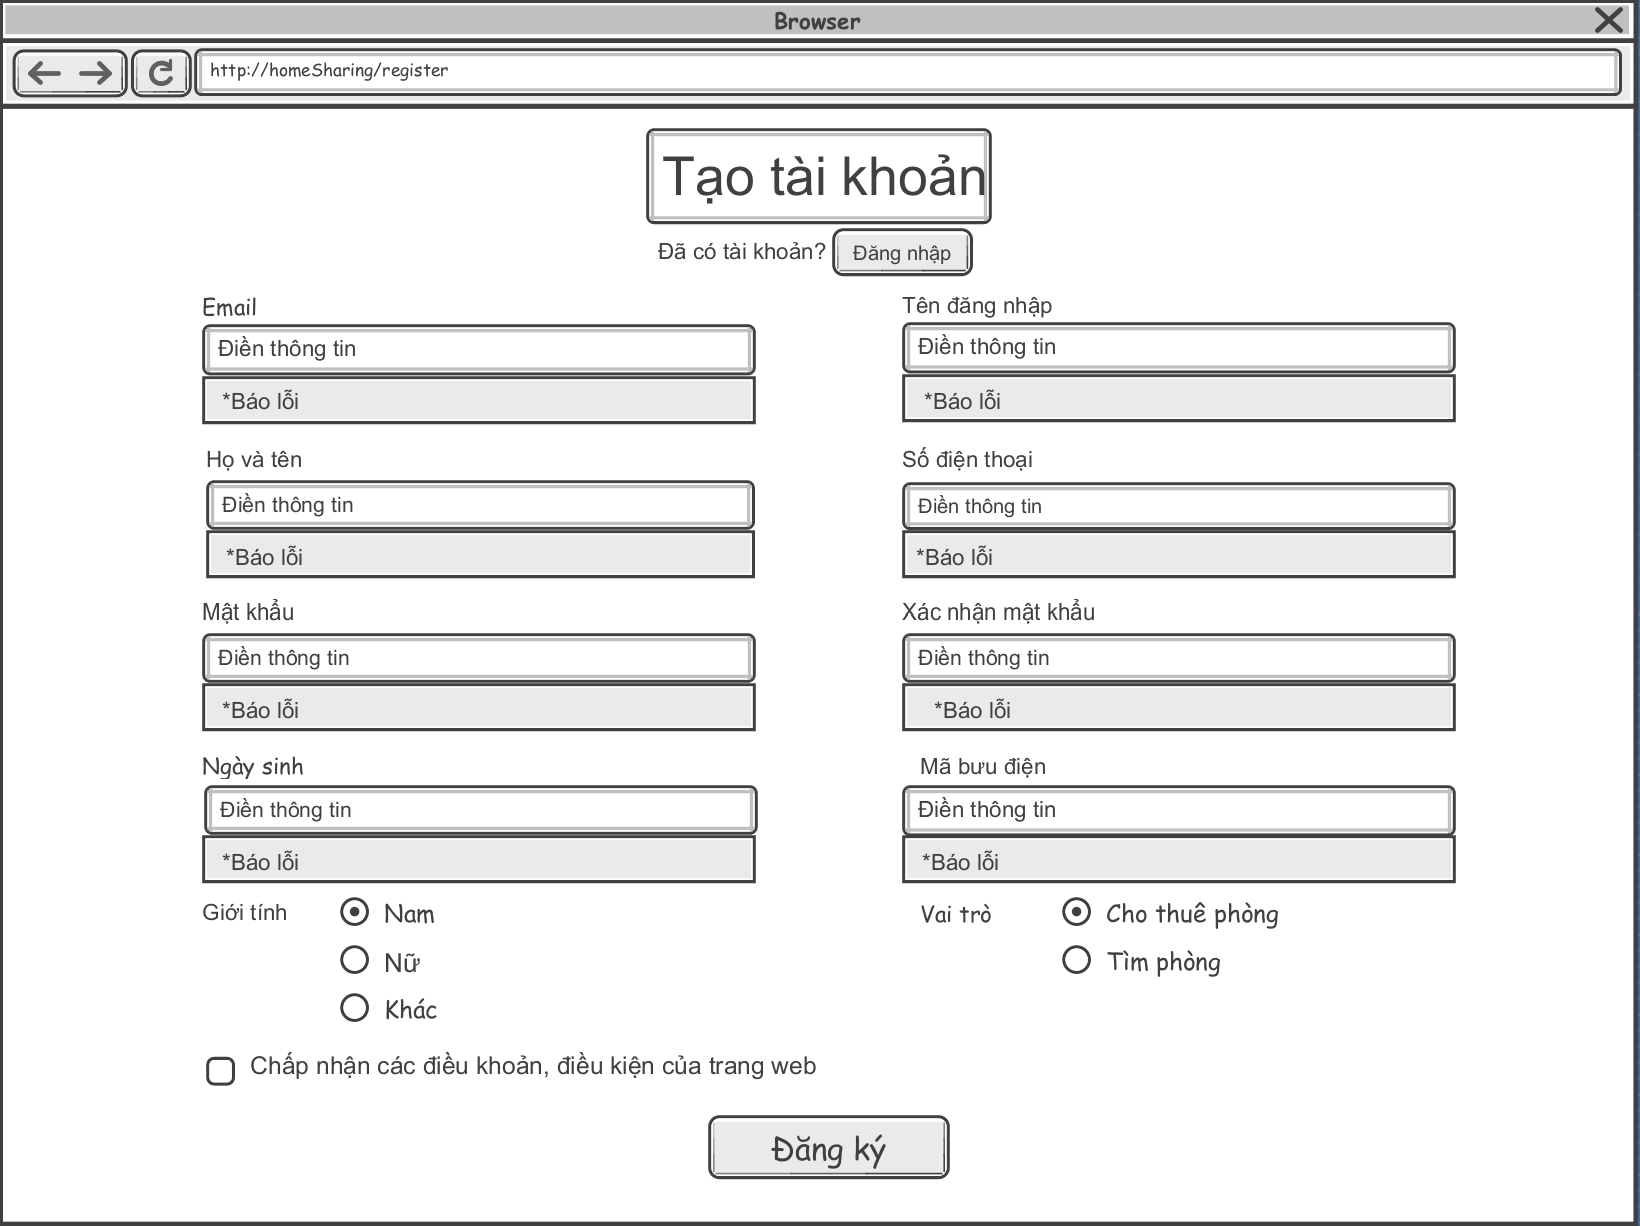 Browser
http://homeSharing/register
Tạo tài khoản
Đã có tài khoản? Đăng nhập
Email
Điền thông tin
*Báo lỗi
Tên đăng nhập
Điền thông tin
*Báo lỗi
Họ và tên
Điền thông tin
*Báo lỗi
Số điện thoại
Điền thông tin
*Báo lỗi
Mật khẩu
Điền thông tin
*Báo lỗi
Xác nhận mật khẩu
Điền thông tin
*Báo lỗi
Ngày sinh
Điền thông tin
*Báo lỗi
Mã bưu điện
Điền thông tin
*Báo lỗi
Giới tính
Nam
Nữ
Khác
Vai trò
Cho thuê phòng
Tìm phòng
Chấp nhận các điều khoản, điều kiện của trang web
Đăng ký